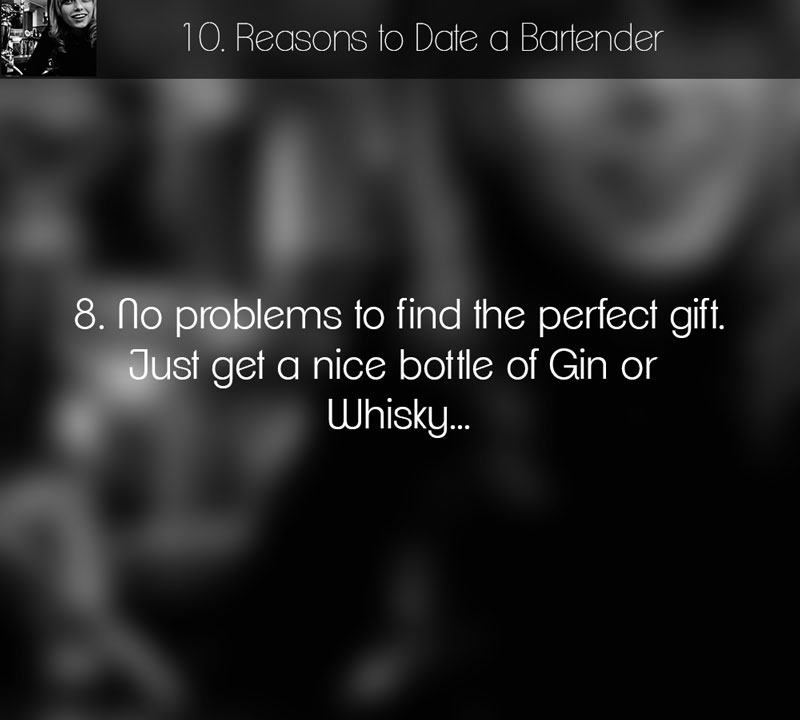 10. Reasons to Date a Bartender
8. No problems to find the perfect gift.
Just get a nice bottle of Gin or
Whisky...